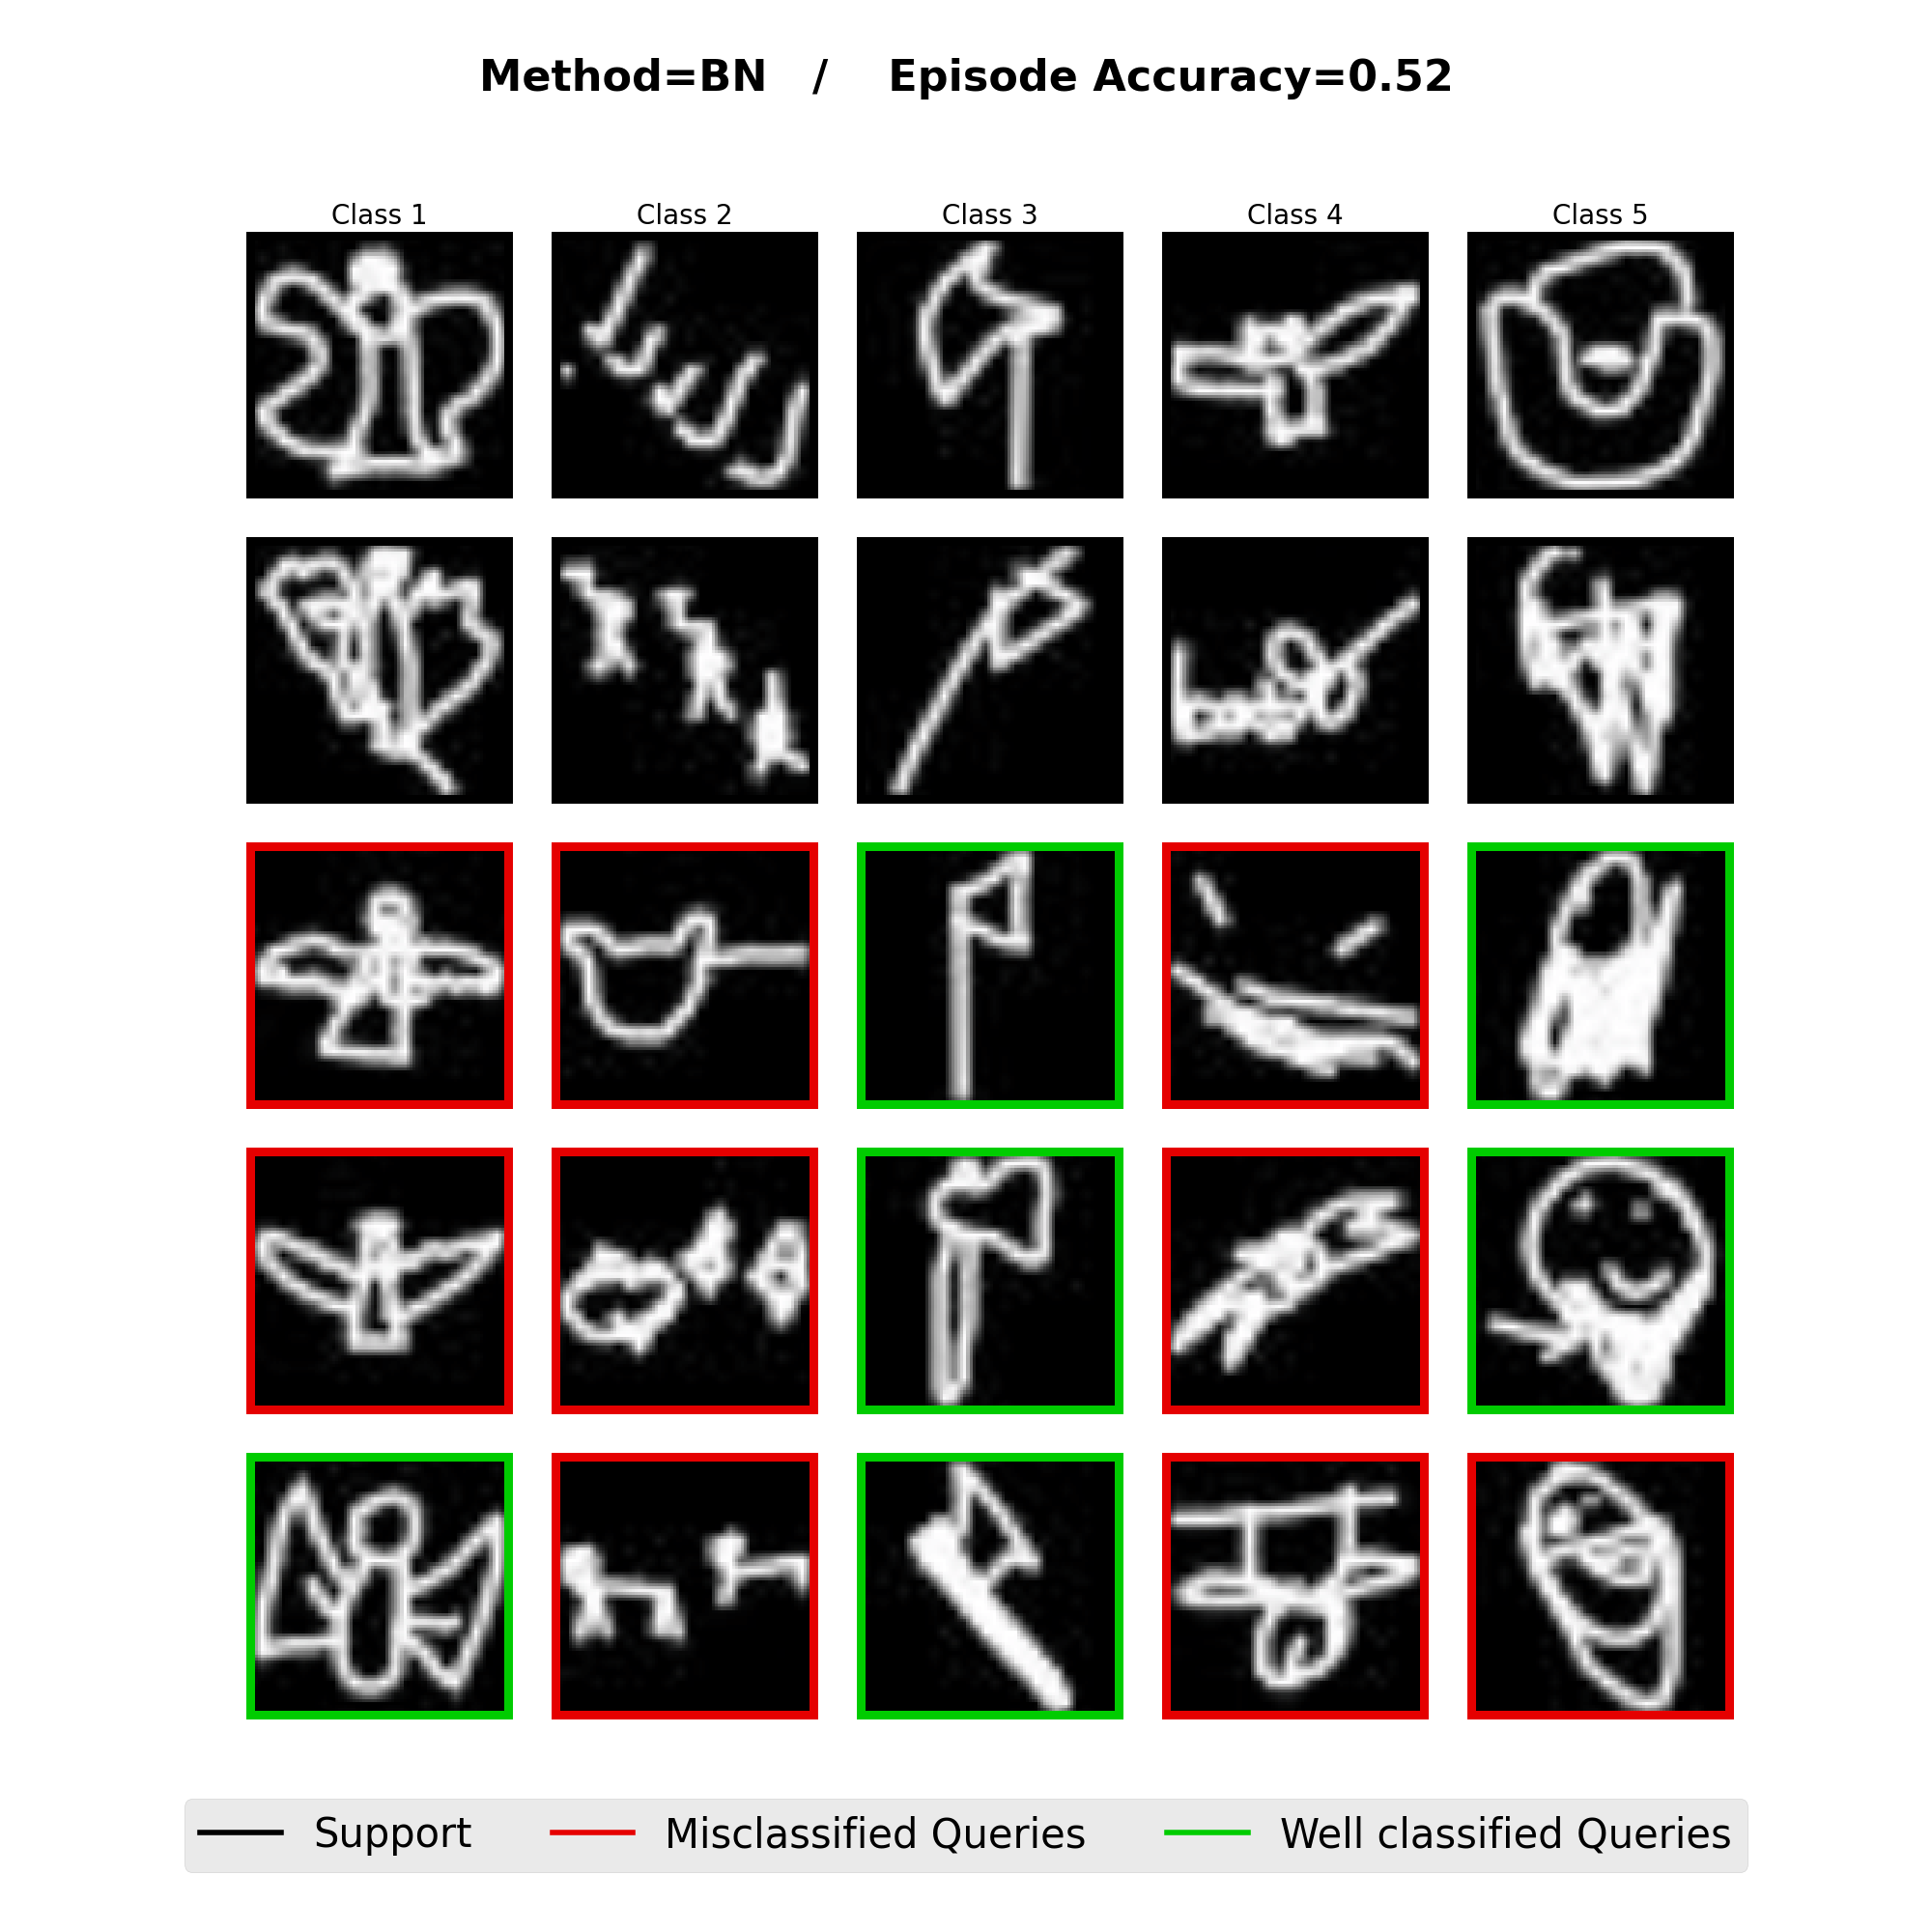 Method=BN / Episode Accuracy=0.52
Class 1 Class 2 Class 3 Class 4 Class 5
Support Misclassified Queries Well classified Queries